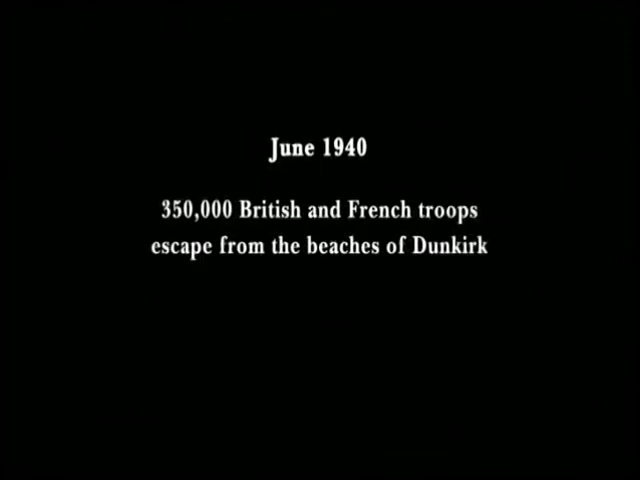 June 1940
350,000 British and French troops
escape from the beaches of Dunkirk